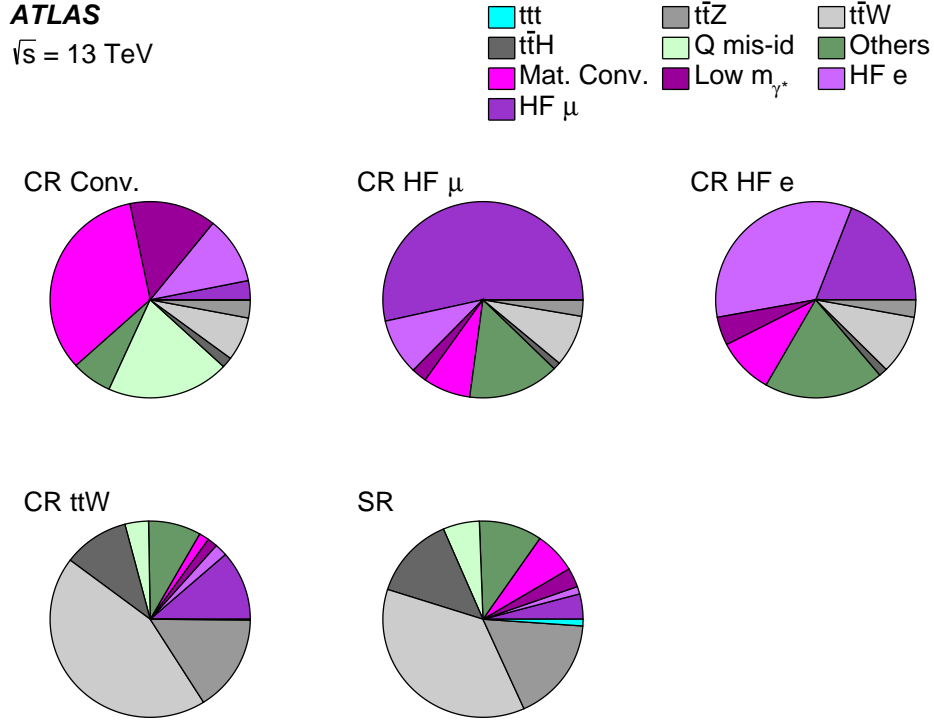 ATLAS
√s = 13 TeV
ttt tt̄Z tt̄W
tt̄H Q mis-id Others
Mat. Conv. Low mγ* HF e
HF μ
CR Conv. CR HF μ CR HF e
CR ttW SR